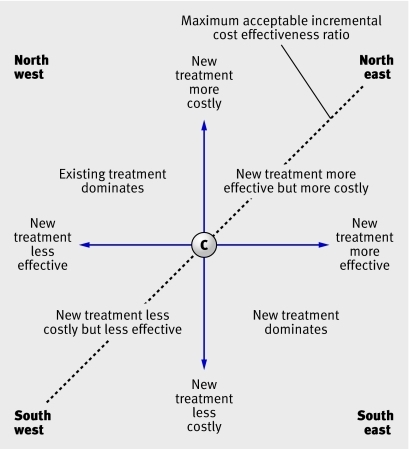 Maximum acceptable incremental
cost effectiveness ratio
North
west
New
treatment
more
costly
North
east
Existing treatment
dominates
New treatment more
effective but more costly
New
treatment
less
effective
C
New
treatment
more
effective
New treatment less
costly but less effective
New treatment
dominates
South
west
New
treatment
less
costly
South
east